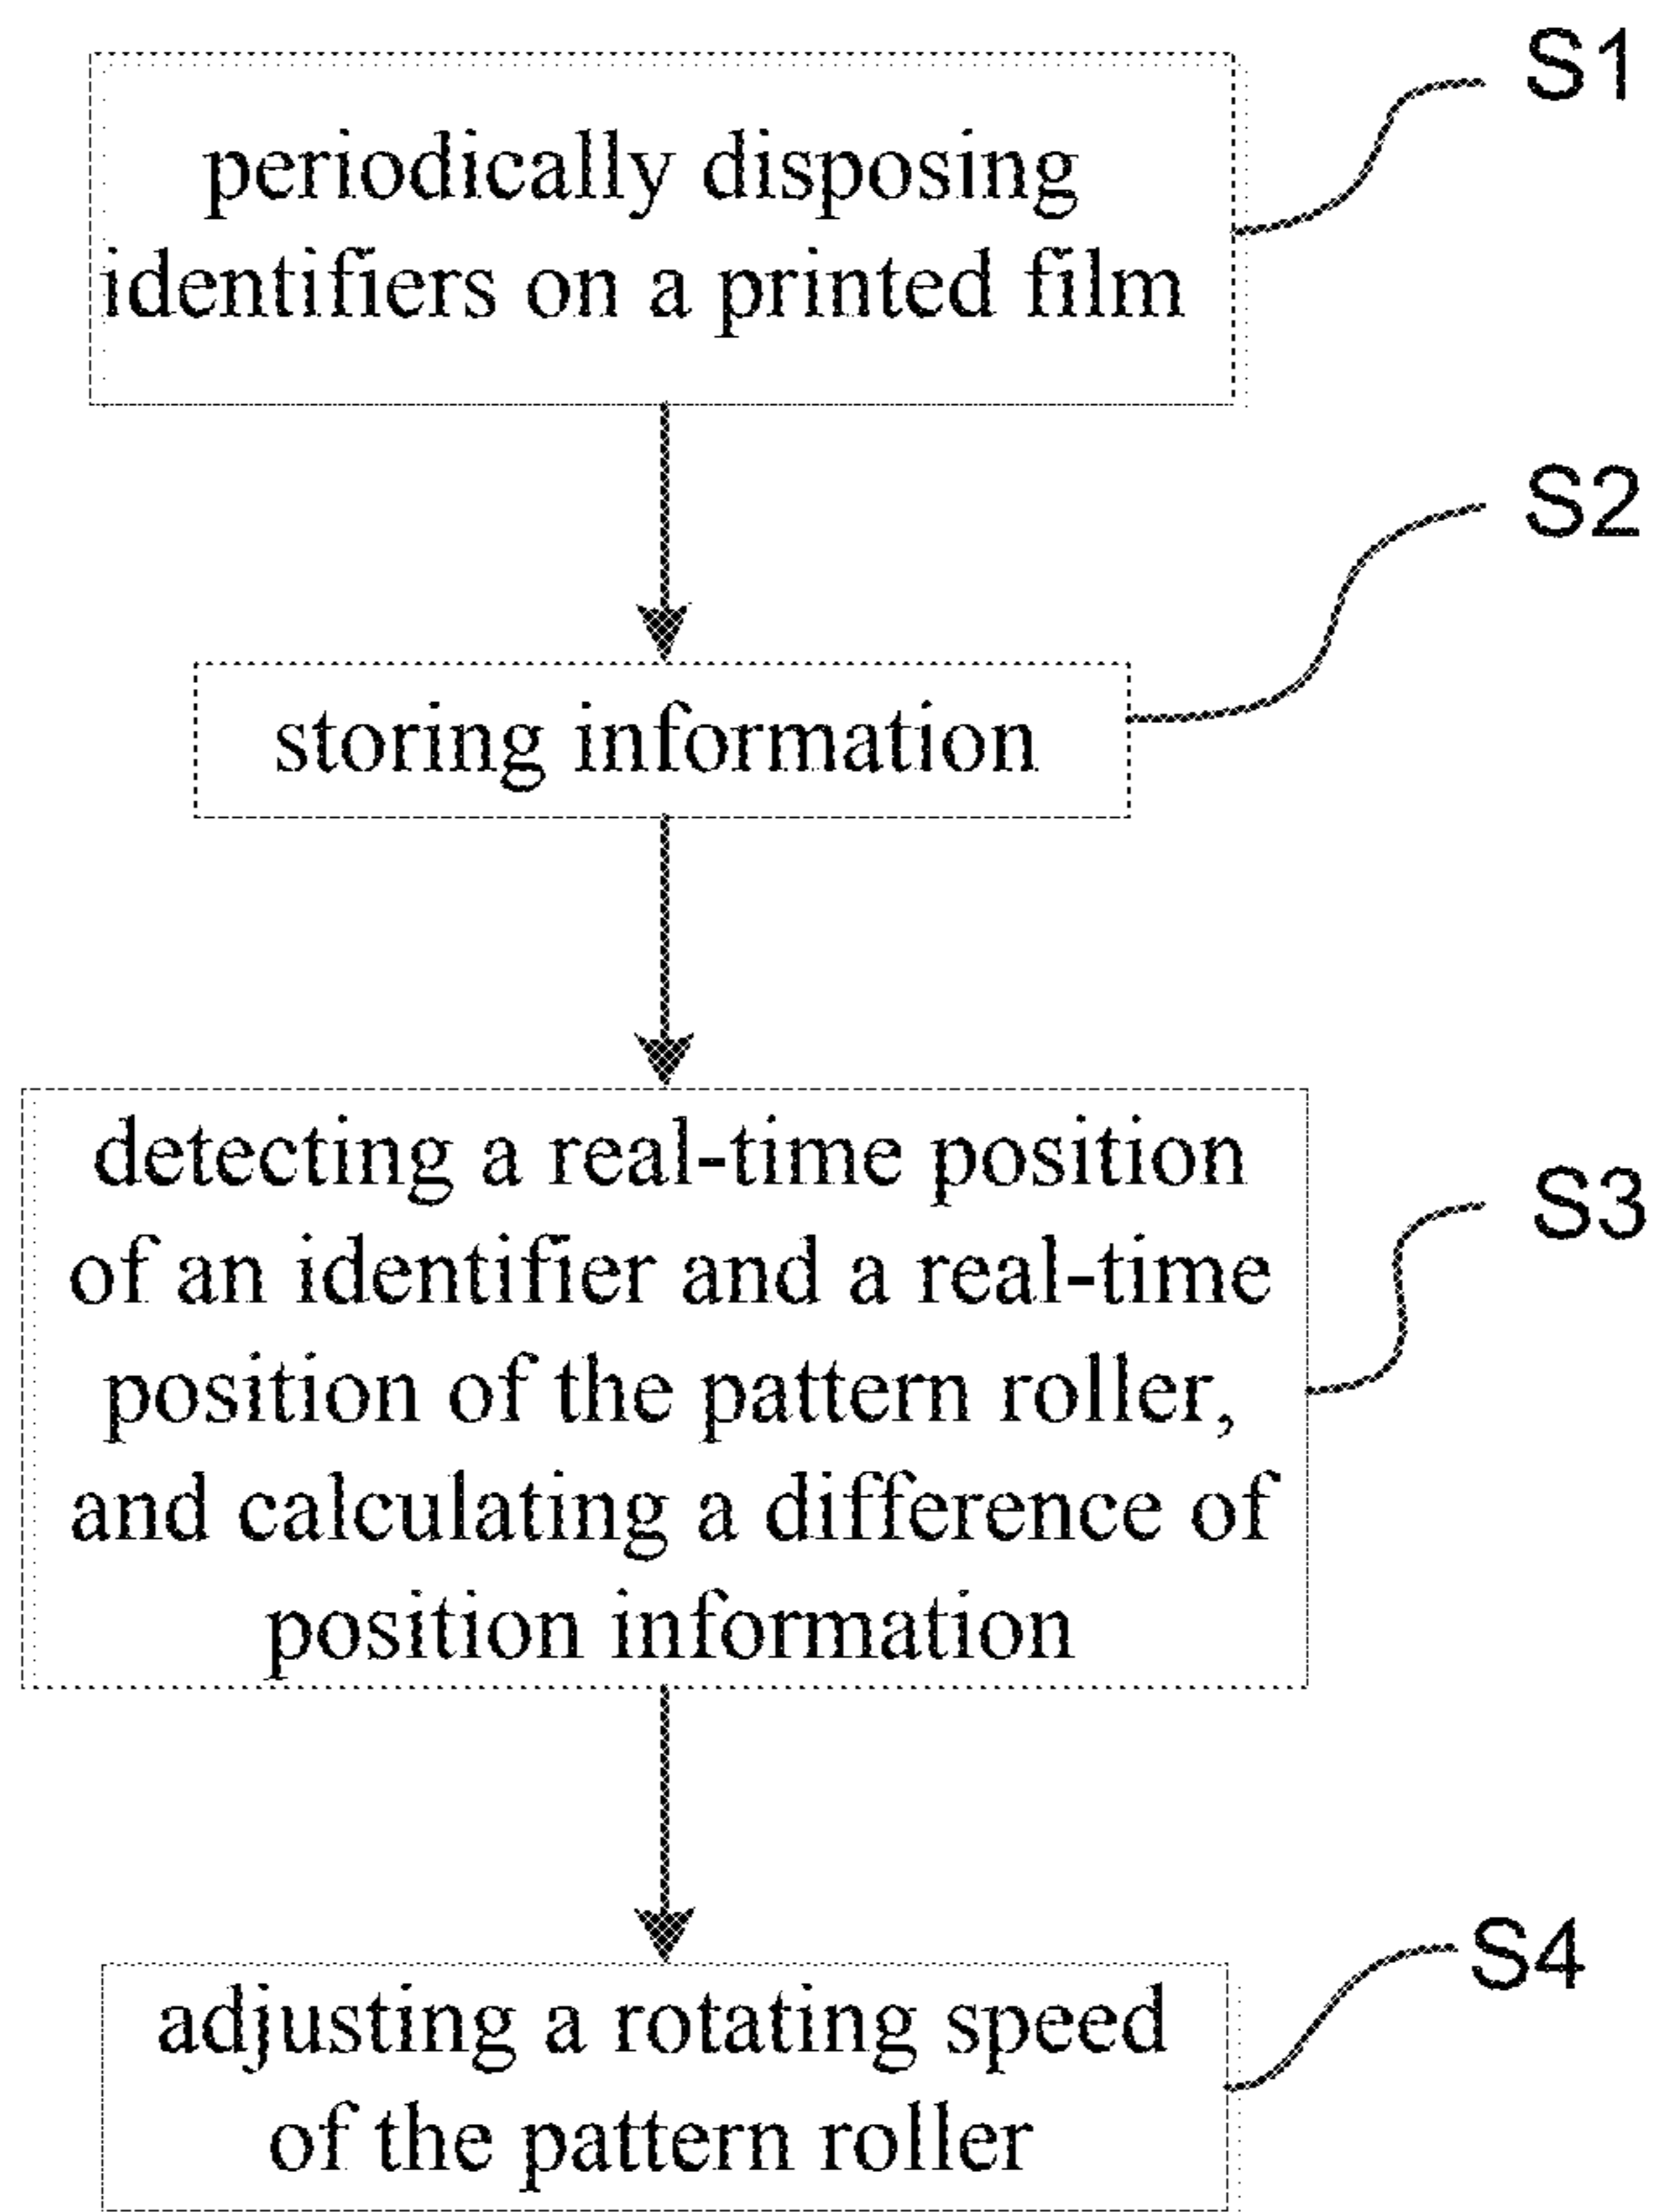 S1
periodically disposing
identifiers on a printed film
S2
storing information
detecting a real-time position
of an identifier and a real-time
position of the pattern roller,
and calculating a difference of
position information
S3
adjusting a rotating speed
of the pattern roller
S4